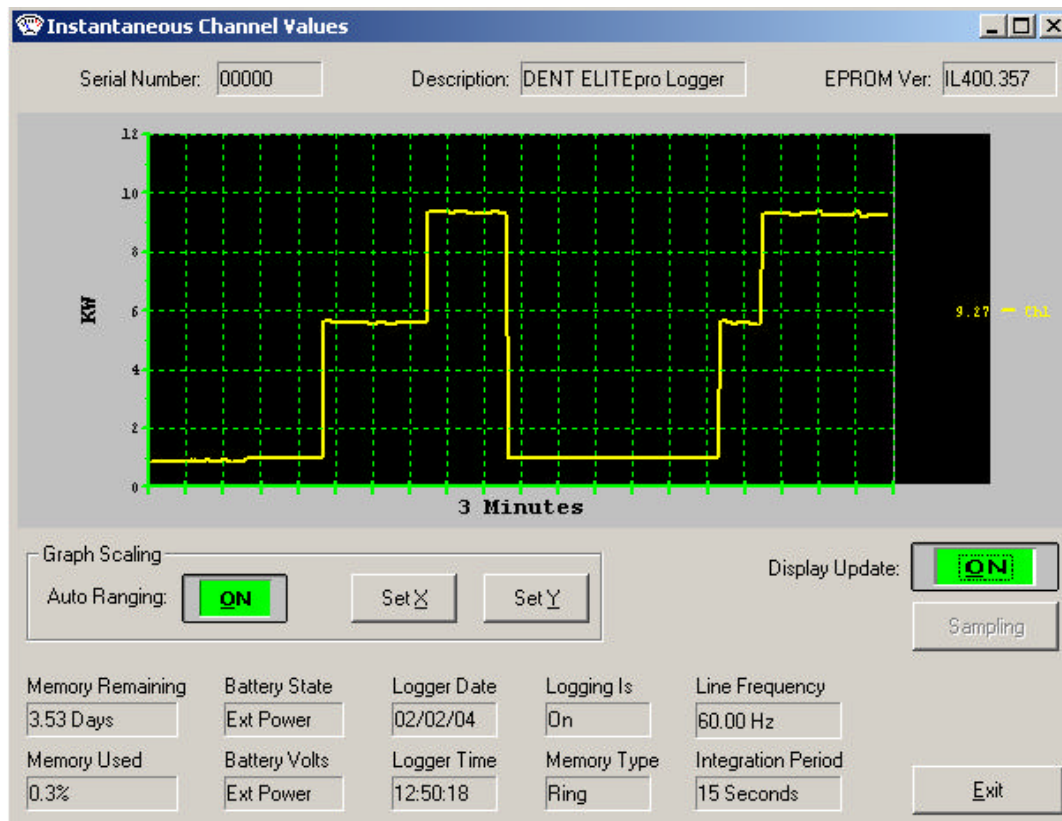 Instantaneous Channel Values
Serial Number: 00000 Description: DENT ELITEpro Logger EPROM Ver: IL400.357
12
10
8
6
4
2
0
KW
9.27 — Ch1
3 Minutes
Graph Scaling
Auto Ranging: ON Set X Set Y
Display Update: ON
Sampling
Memory Remaining Battery State Logger Date Logging Is Line Frequency
3.53 Days Ext Power 02/02/04 On 60.00 Hz
Memory Used Battery Volts Logger Time Memory Type Integration Period
0.3% Ext Power 12:50:18 Ring 15 Seconds Exit